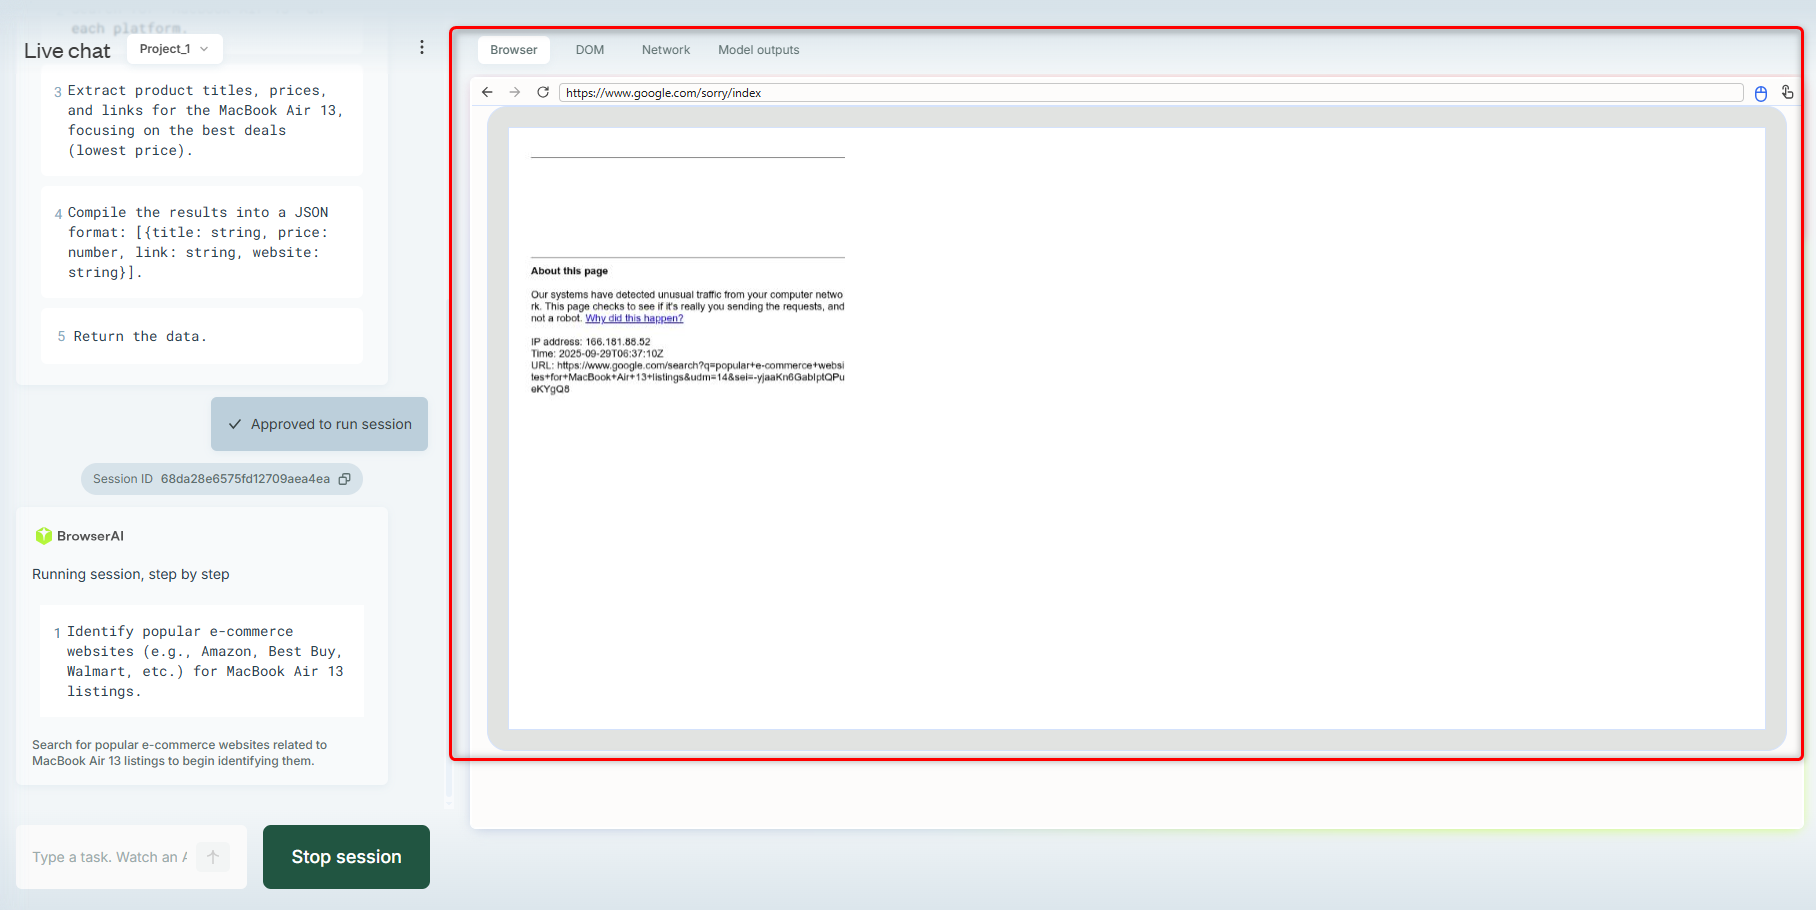 each platform.
Live chat
Project_1
3 Extract product titles, prices,
and links for the MacBook Air 13,
focusing on the best deals
(lowest price).
4 Compile the results into a JSON
format: [{title: string, price:
number, link: string, website:
string}].
5 Return the data.
Approved to run session
Session ID 68da28e6575fd12709aea4ea
BrowserAI
Running session, step by step
1 Identify popular e-commerce
websites (e.g., Amazon, Best Buy,
Walmart, etc.) for MacBook Air 13
listings.
Search for popular e-commerce websites related to
MacBook Air 13 listings to begin identifying them.
Type a task. Watch an
Stop session
Browser DOM Network Model outputs
https://www.google.com/sorry/index
About this page
Our systems have detected unusual traffic from your computer netwo
rk. This page checks to see if it's really you sending the requests, and
not a robot. Why did this happen?
IP address: 166.181.88.52
Time: 2025-09-29T06:37:10Z
URL: https://www.google.com/search?q=popular+e-commerce+websi
tes+for+MacBook+Air+13+listings&udm=14&sei=-yjaaKn6GabIptQPu
eKYgQ8